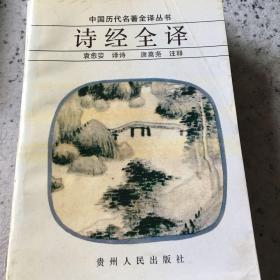 中国历代名著全译丛书
诗经全译
袁愈荌 译诗 唐莫尧 注释
贵州人民出版社